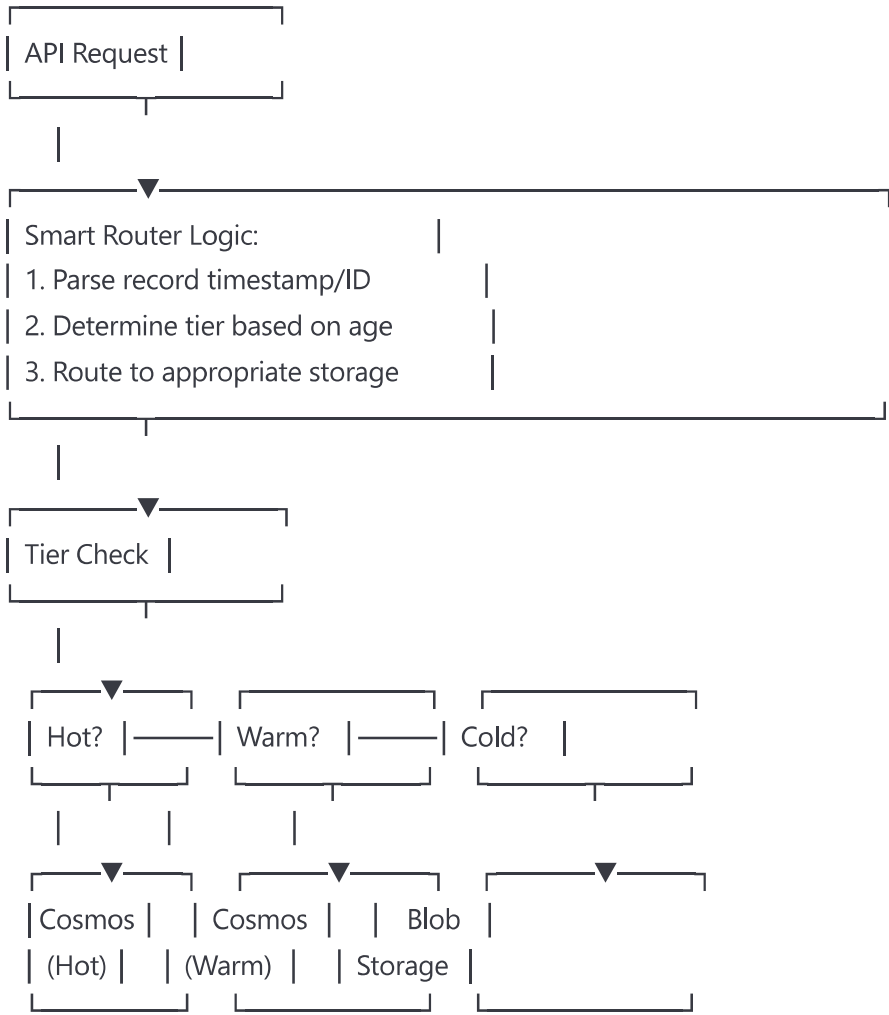 API Request
Smart Router Logic:
1. Parse record timestamp/ID
2. Determine tier based on age
3. Route to appropriate storage
Tier Check
Hot? Warm? Cold?
Cosmos Cosmos Blob
(Hot) (Warm) Storage